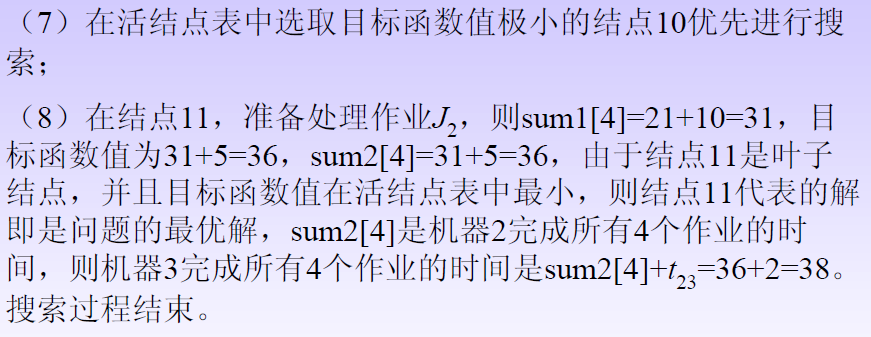 （7）在活结点表中选取目标函数值极小的结点10优先进行搜
索；
（8）在结点11，准备处理作业J2，则sum1[4]=21+10=31，目
标函数值为31+5=36，sum2[4]=31+5=36，由于结点11是叶子
结点，并且目标函数值在活结点表中最小，则结点11代表的解
即是问题的最优解，sum2[4]是机器2完成所有4个作业的时
间，则机器3完成所有4个作业的时间是sum2[4]+t23=36+2=38。
搜索过程结束。